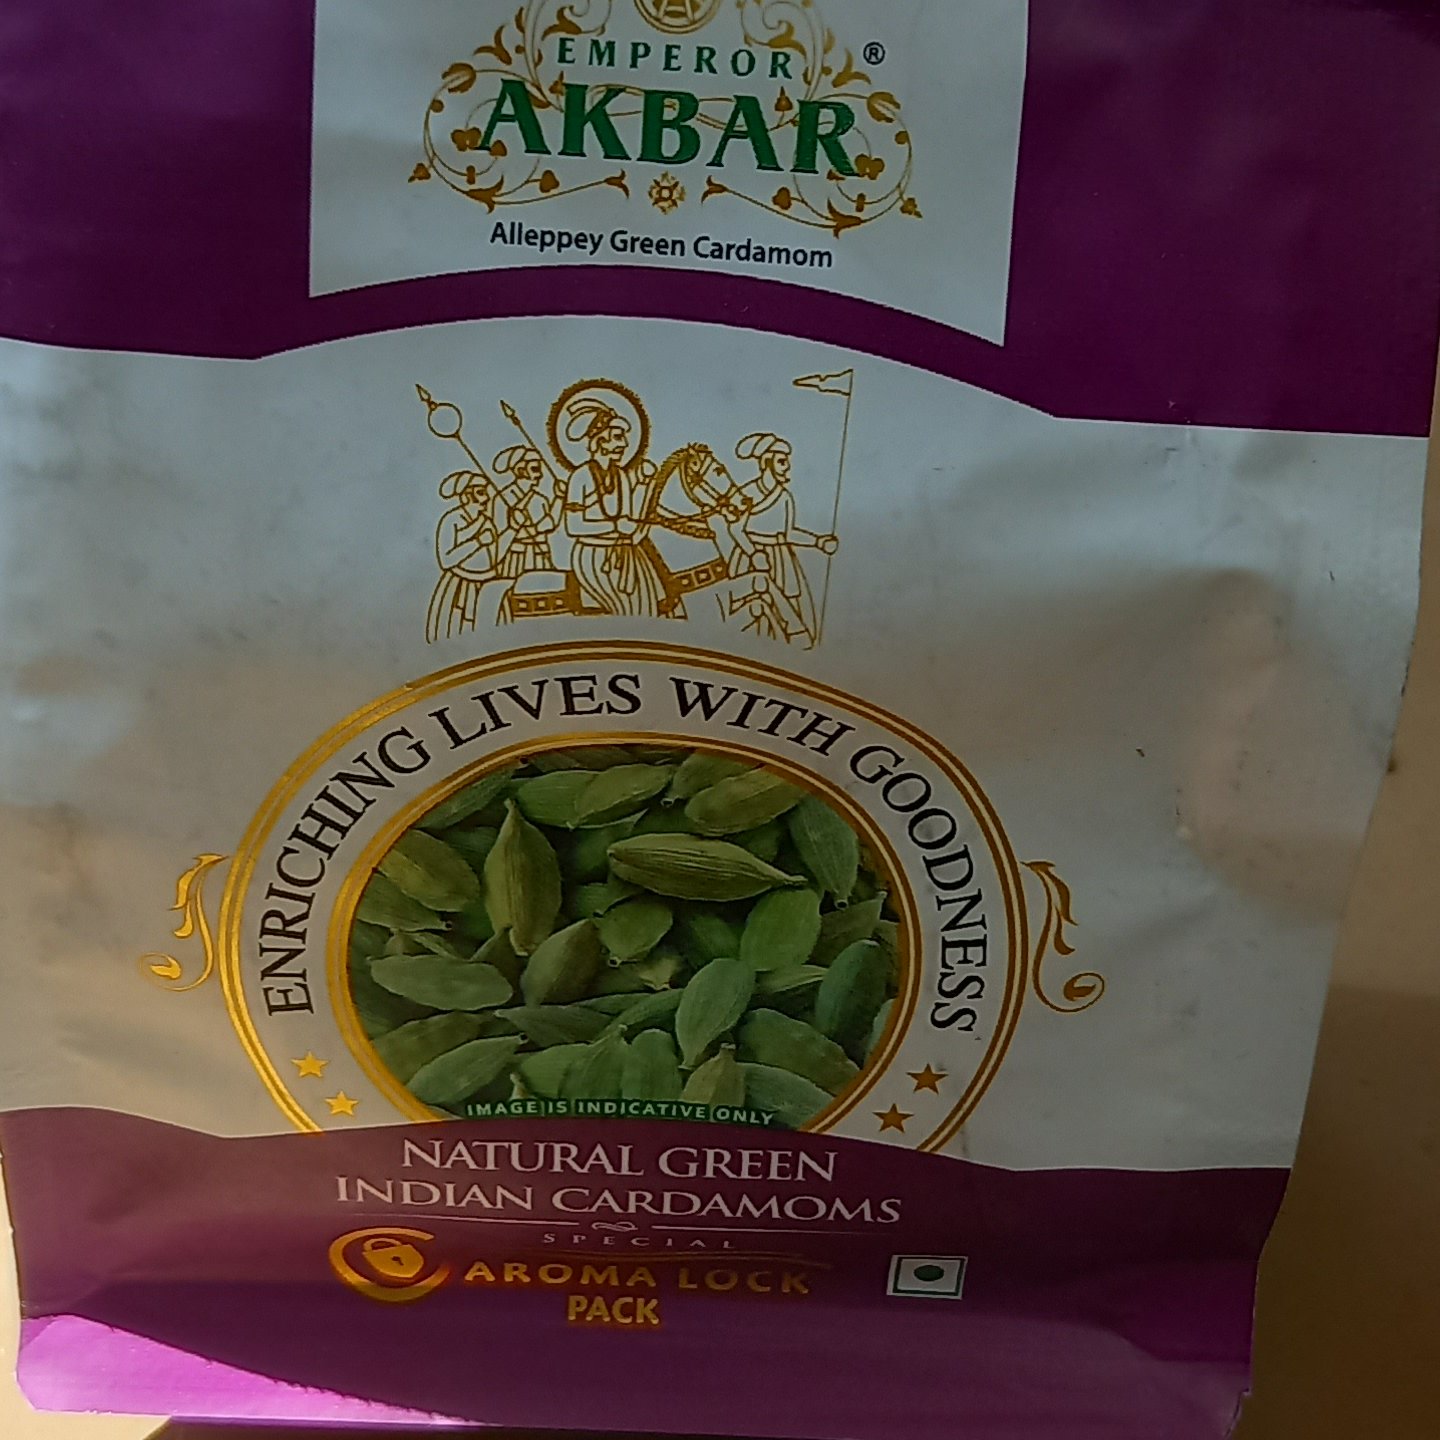 EMPEROR ®
AKBAR
Alleppey Green Cardamom
ENRICHING LIVES WITH GOODNESS
IMAGE IS INDICATIVE ONLY
NATURAL GREEN
INDIAN CARDAMOMS
SPECIAL
AROMA LOCK
PACK